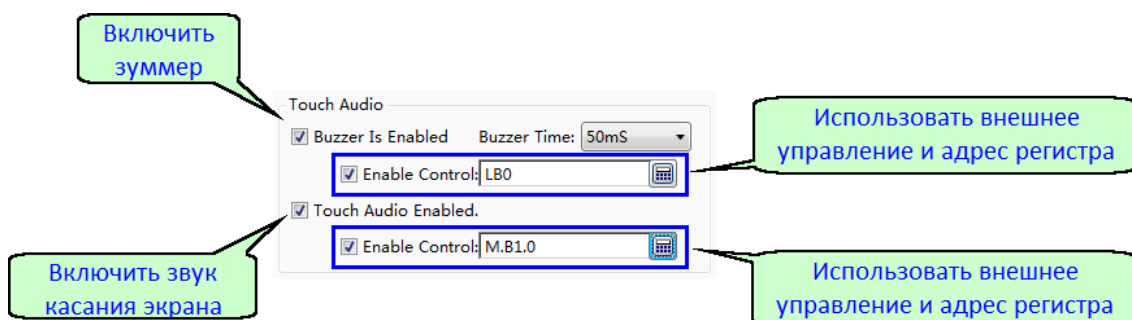 Включить
зуммер
Touch Audio
Buzzer Is Enabled Buzzer Time: 50mS
Enable Control: LB0
Использовать внешнее
управление и адрес регистра
Touch Audio Enabled.
Enable Control: M.B1.0
Включить звук
касания экрана
Использовать внешнее
управление и адрес регистра